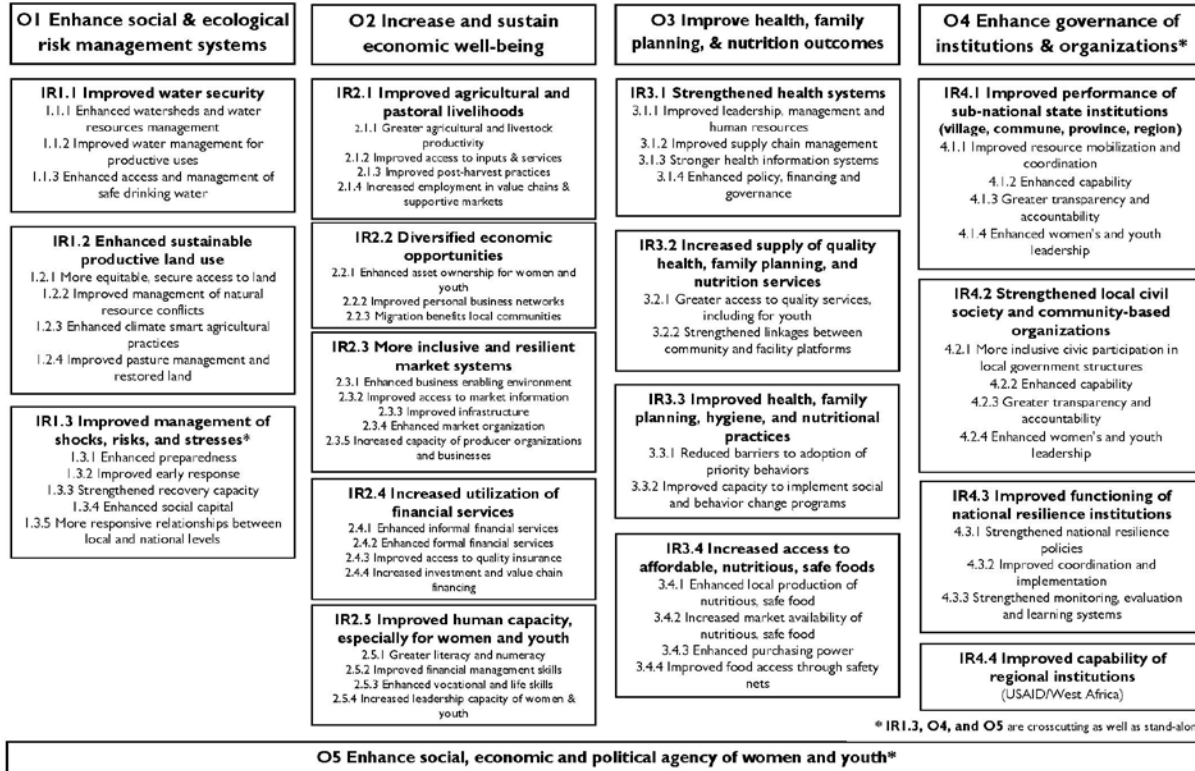 O1 Enhance social & ecological
risk management systems
IR1.1 Improved water security
1.1.1 Enhanced watersheds and water
resources management
1.1.2 Improved water management for
productive uses
1.1.3 Enhanced access and management of
safe drinking water
IR1.2 Enhanced sustainable
productive land use
1.2.1 More equitable, secure access to land
1.2.2 Improved management of natural
resource conflicts
1.2.3 Enhanced climate smart agricultural
practices
1.2.4 Improved pasture management and
restored land
IR1.3 Improved management of
shocks, risks, and stresses*
1.3.1 Enhanced preparedness
1.3.2 Improved early response
1.3.3 Strengthened recovery capacity
1.3.4 Enhanced social capital
1.3.5 More responsive relationships between
local and national levels
O2 Increase and sustain
economic well-being
IR2.1 Improved agricultural and
pastoral livelihoods
2.1.1 Greater agricultural and livestock
productivity
2.1.2 Improved access to inputs & services
2.1.3 Improved post-harvest practices
2.1.4 Increased employment in value chains &
supportive markets
IR2.2 Diversified economic
opportunities
2.2.1 Enhanced asset ownership for women and
youth
2.2.2 Improved personal business networks
2.2.3 Migration benefits local communities
IR2.3 More inclusive and resilient
market systems
2.3.1 Enhanced business enabling environment
2.3.2 Improved access to market information
2.3.3 Improved infrastructure
2.3.4 Enhanced market organization
2.3.5 Increased capacity of producer organizations
and businesses
IR2.4 Increased utilization of
financial services
2.4.1 Enhanced informal financial services
2.4.2 Enhanced formal financial services
2.4.3 Improved access to quality insurance
2.4.4 Increased investment and value chain
financing
IR2.5 Improved human capacity,
especially for women and youth
2.5.1 Greater literacy and numeracy
2.5.2 Improved financial management skills
2.5.3 Enhanced vocational and life skills
2.5.4 Increased leadership capacity of women &
youth
O3 Improve health, family
planning, & nutrition outcomes
IR3.1 Strengthened health systems
3.1.1 Improved leadership, management and
human resources
3.1.2 Improved supply chain management
3.1.3 Stronger health information systems
3.1.4 Enhanced policy, financing and
governance
IR3.2 Increased supply of quality
health, family planning, and
nutrition services
3.2.1 Greater access to quality services,
including for youth
3.2.2 Strengthened linkages between
community and facility platforms
IR3.3 Improved health, family
planning, hygiene, and nutritional
practices
3.3.1 Reduced barriers to adoption of
priority behaviors
3.3.2 Improved capacity to implement social
and behavior change programs
IR3.4 Increased access to
affordable, nutritious, safe foods
3.4.1 Enhanced local production of
nutritious, safe food
3.4.2 Increased market availability of
nutritious, safe food
3.4.3 Enhanced purchasing power
3.4.4 Improved food access through safety
nets
O4 Enhance governance of
institutions & organizations*
IR4.1 Improved performance of
sub-national state institutions
(village, commune, province, region)
4.1.1 Improved resource mobilization and
coordination
4.1.2 Enhanced capability
4.1.3 Greater transparency and
accountability
4.1.4 Enhanced women's and youth
leadership
IR4.2 Strengthened local civil
society and community-based
organizations
4.2.1 More inclusive civic participation in
local government structures
4.2.2 Enhanced capability
4.2.3 Greater transparency and
accountability
4.2.4 Enhanced women's and youth
leadership
IR4.3 Improved functioning of
national resilience institutions
4.3.1 Strengthened national resilience
policies
4.3.2 Improved coordination and
implementation
4.3.3 Strengthened monitoring, evaluation
and learning systems
IR4.4 Improved capability of
regional institutions
(USAID/West Africa)
* IR1.3, O4, and O5 are crosscutting as well as stand-alon
O5 Enhance social, economic and political agency of women and youth*